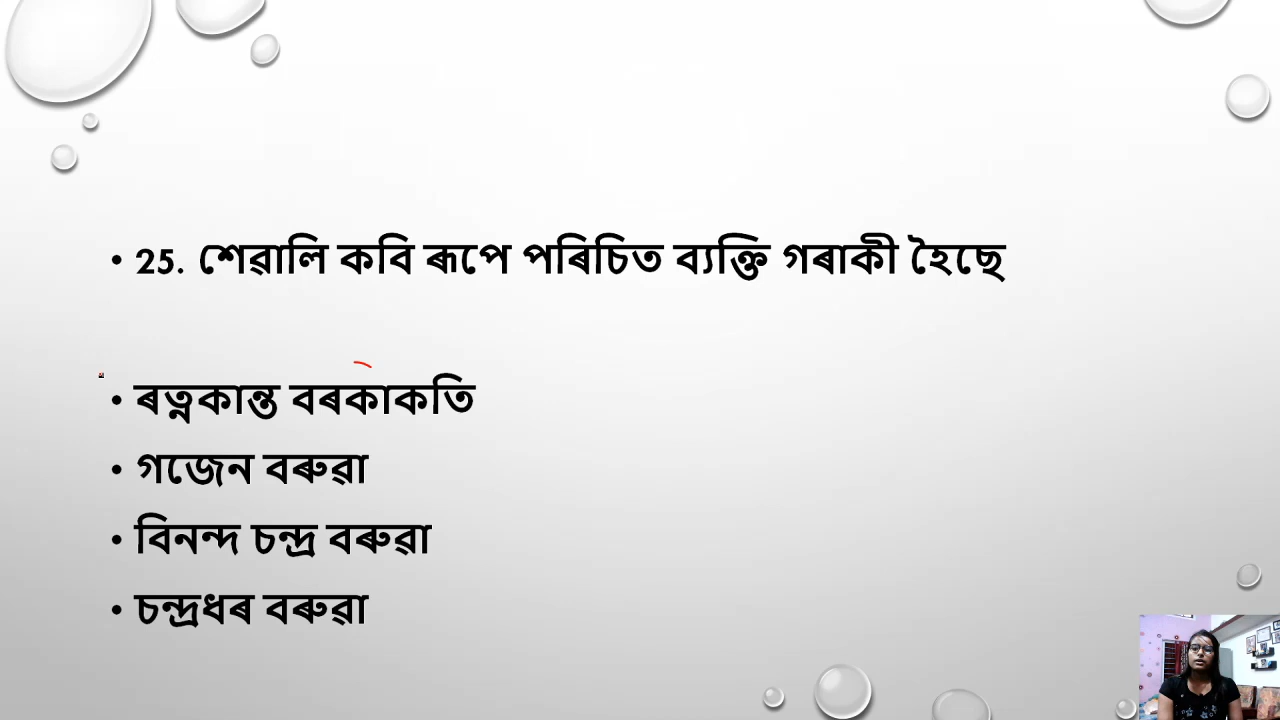 • 25. শেৱালি কবি ৰূপে পৰিচিত ব্যক্তি গৰাকী হৈছে
• ৰত্নকান্ত বৰকাকতি
• গজেন বৰুৱা
• বিনন্দ চন্দ্ৰ বৰুৱা
• চন্দ্ৰধৰ বৰুৱা